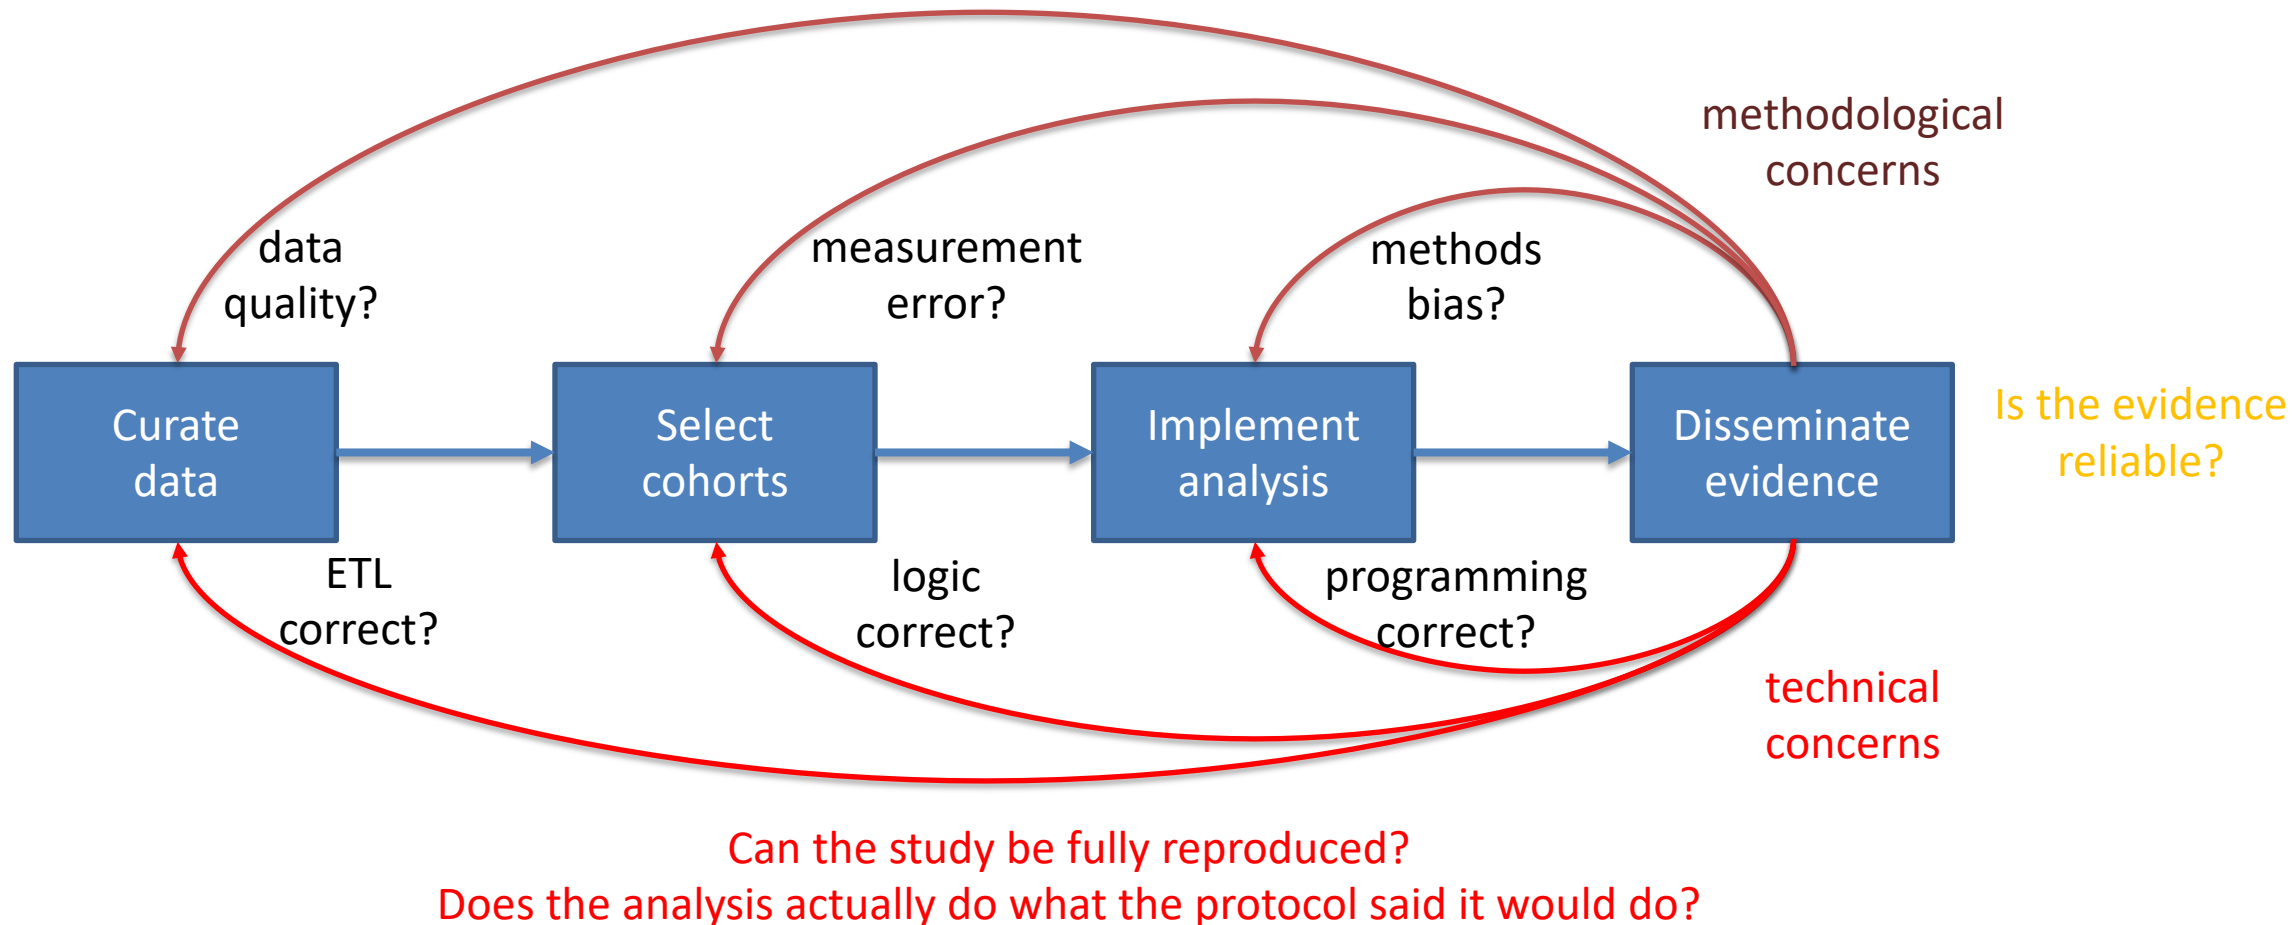 methodological
concerns
data
quality?
measurement
error?
methods
bias?
Curate
data
Select
cohorts
Implement
analysis
Disseminate
evidence
Is the evidence
reliable?
ETL
correct?
logic
correct?
programming
correct?
technical
concerns
Can the study be fully reproduced?
Does the analysis actually do what the protocol said it would do?